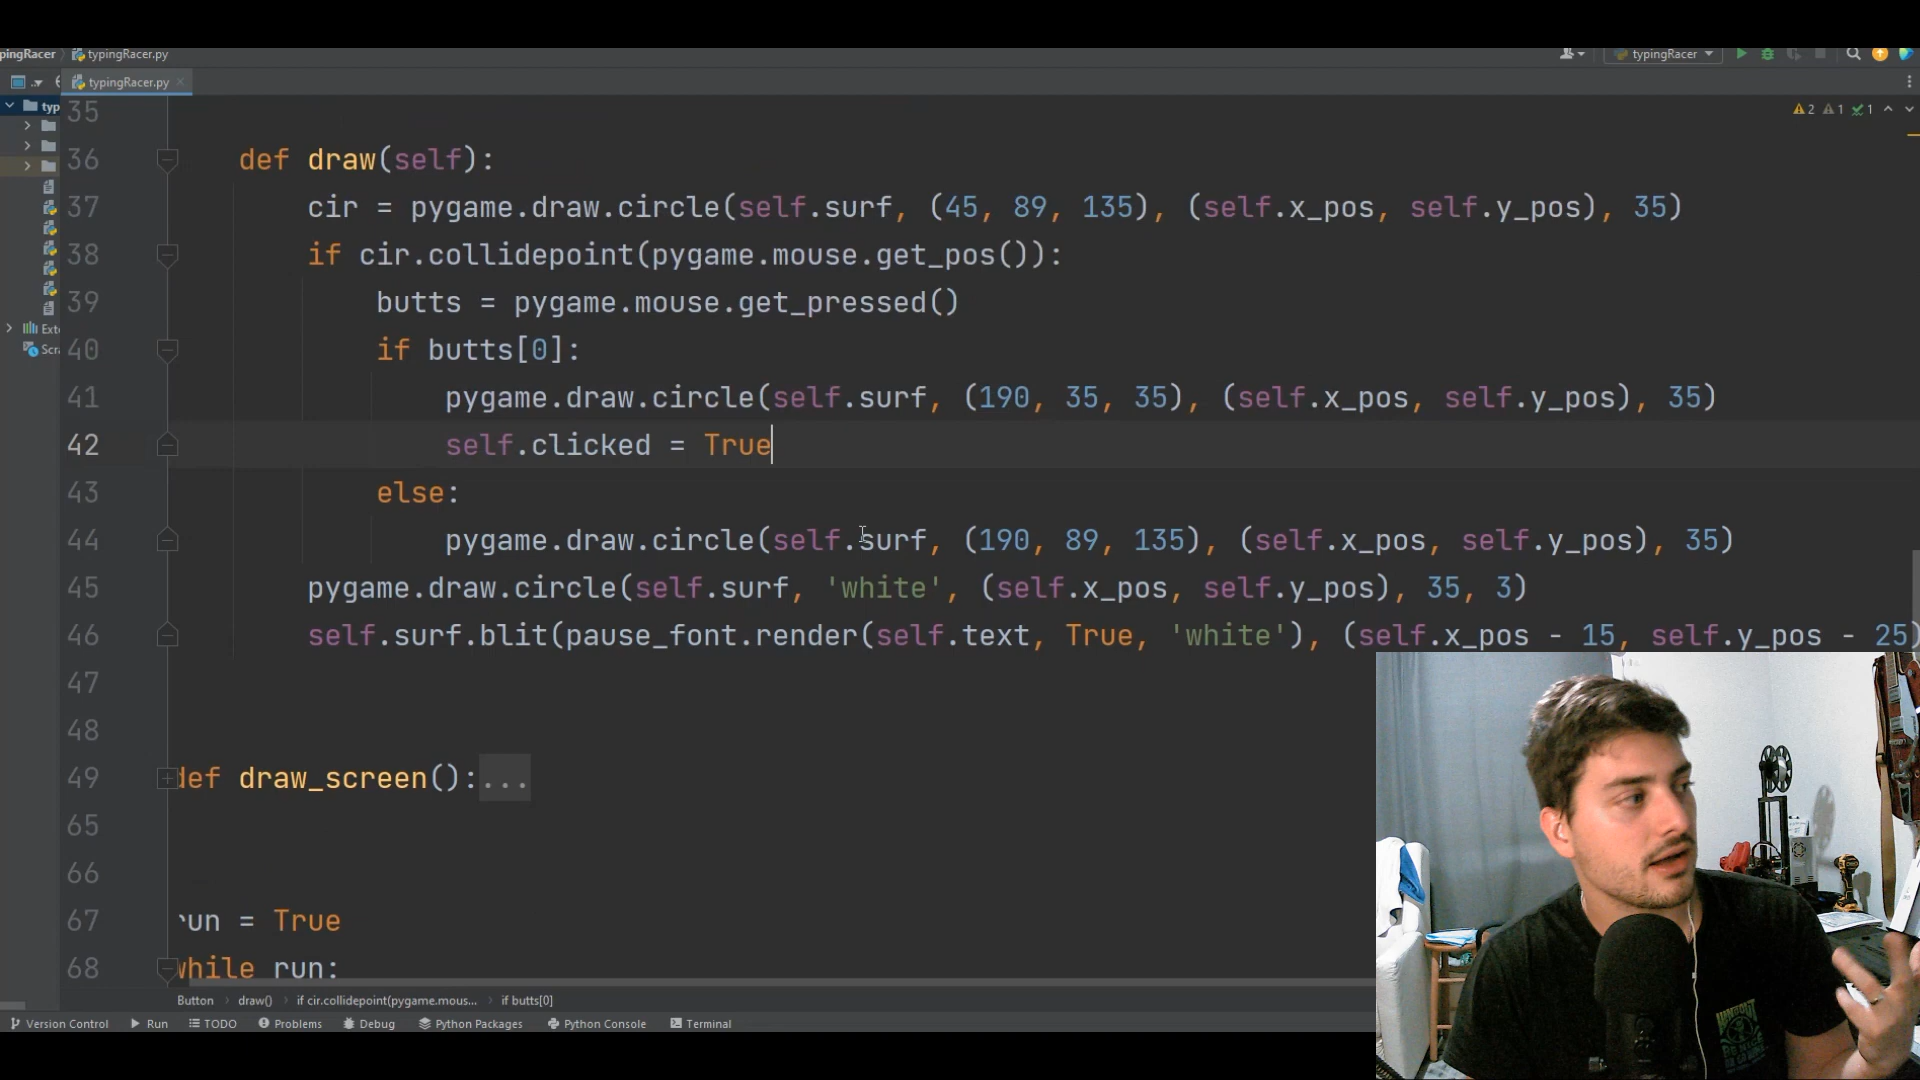 pingRacer > typingRacer.py
typingRacer
typingRacer.py
typ
2 1 1
35
36 def draw(self):
37 cir = pygame.draw.circle(self.surf, (45, 89, 135), (self.x_pos, self.y_pos), 35)
38 if cir.collidepoint(pygame.mouse.get_pos()):
39 butts = pygame.mouse.get_pressed()
40 if butts[0]:
41 pygame.draw.circle(self.surf, (190, 35, 35), (self.x_pos, self.y_pos), 35)
42 self.clicked = True
43 else:
44 pygame.draw.circle(self.surf, (190, 89, 135), (self.x_pos, self.y_pos), 35)
45 pygame.draw.circle(self.surf, 'white', (self.x_pos, self.y_pos), 35, 3)
46 self.surf.blit(pause_font.render(self.text, True, 'white'), (self.x_pos - 15, self.y_pos - 25)
47
48
49 def draw_screen():...
65
66
67 run = True
68 while run:
Ext
Scra
Button > draw() > if cir.collidepoint(pygame.mous... > if butts[0]
Version Control Run TODO Problems Debug Python Packages Python Console Terminal